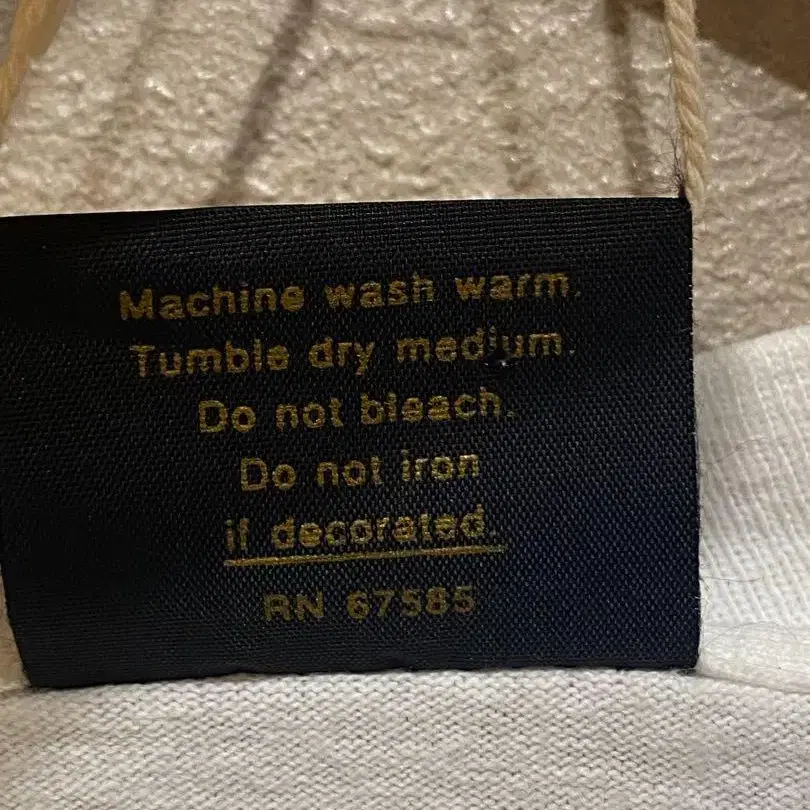 Machine wash warm.
Tumble dry medium.
Do not bleach.
Do not iron
if decorated.
RN 67585